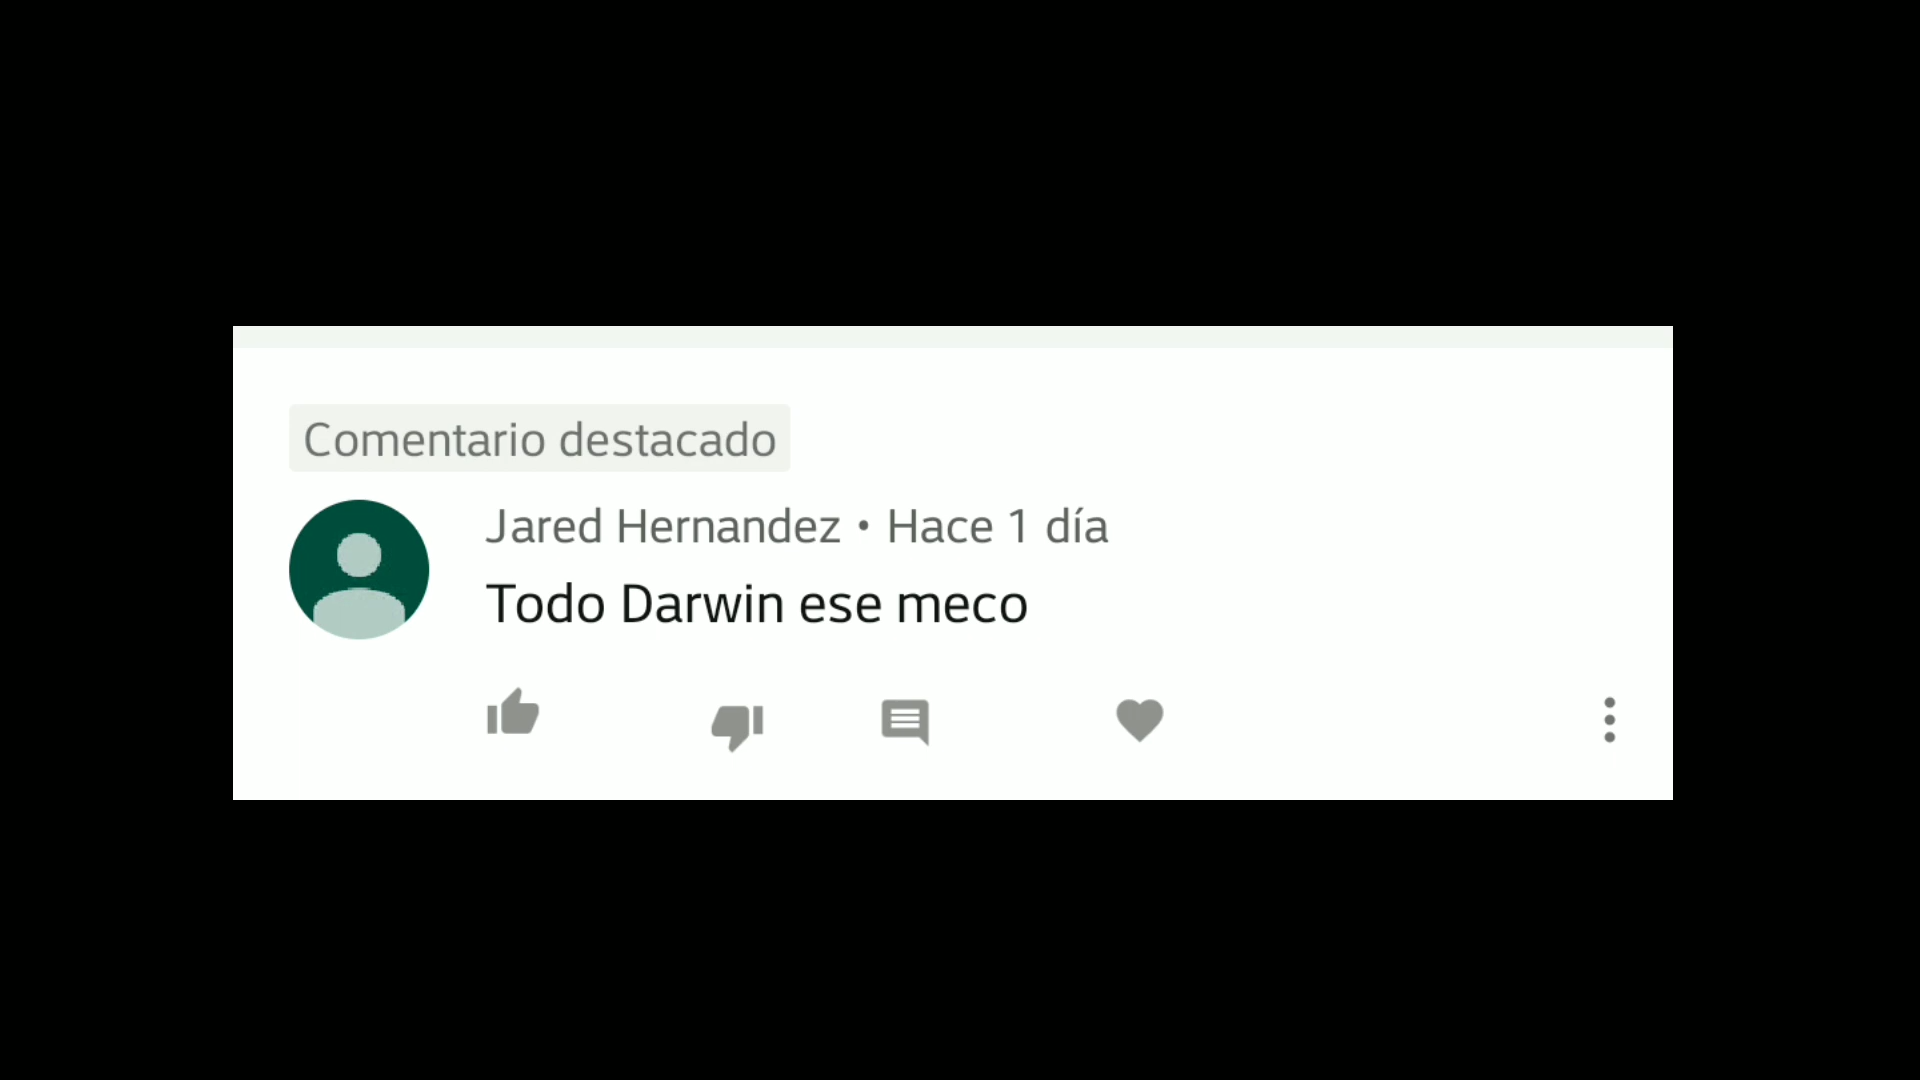 Comentario destacado
Jared Hernandez • Hace 1 día
Todo Darwin ese meco